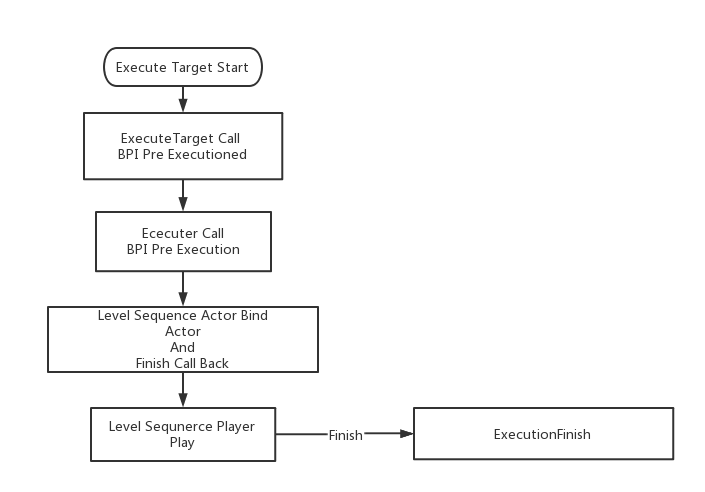 Execute Target Start
ExecuteTarget Call
BPI Pre Executioned
Ececuter Call
BPI Pre Execution
Level Sequence Actor Bind
Actor
And
Finish Call Back
Level Sequnerce Player
Play
Finish
ExecutionFinish